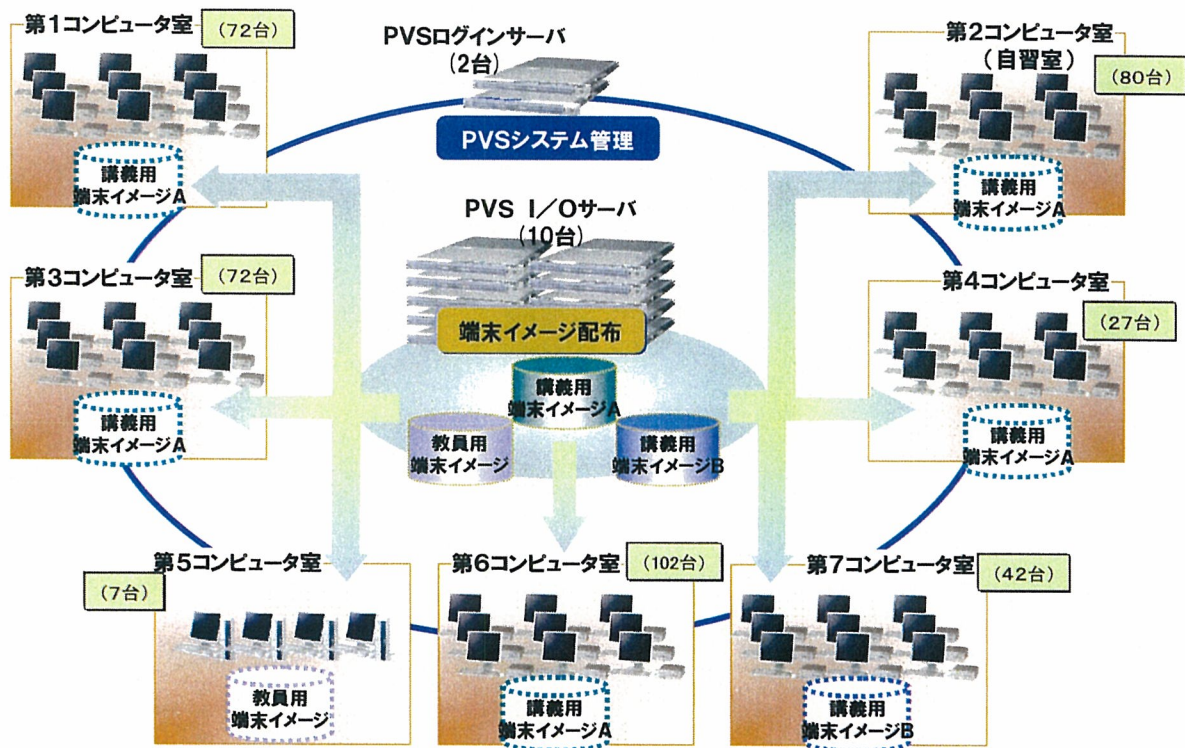 第1コンピュータ室
(72台)
講義用
端末イメージA
PVSログインサーバ
(2台)
PVSシステム管理
第2コンピュータ室
(自習室)
(80台)
講義用
端末イメージA
PVS I/Oサーバ
(10台)
端末イメージ配布
講義用
端末イメージA
教員用
端末イメージ
講義用
端末イメージB
第3コンピュータ室
(72台)
講義用
端末イメージA
第4コンピュータ室
(27台)
講義用
端末イメージA
第5コンピュータ室
(7台)
教員用
端末イメージ
第6コンピュータ室
(102台)
講義用
端末イメージA
第7コンピュータ室
(42台)
講義用
端末イメージB